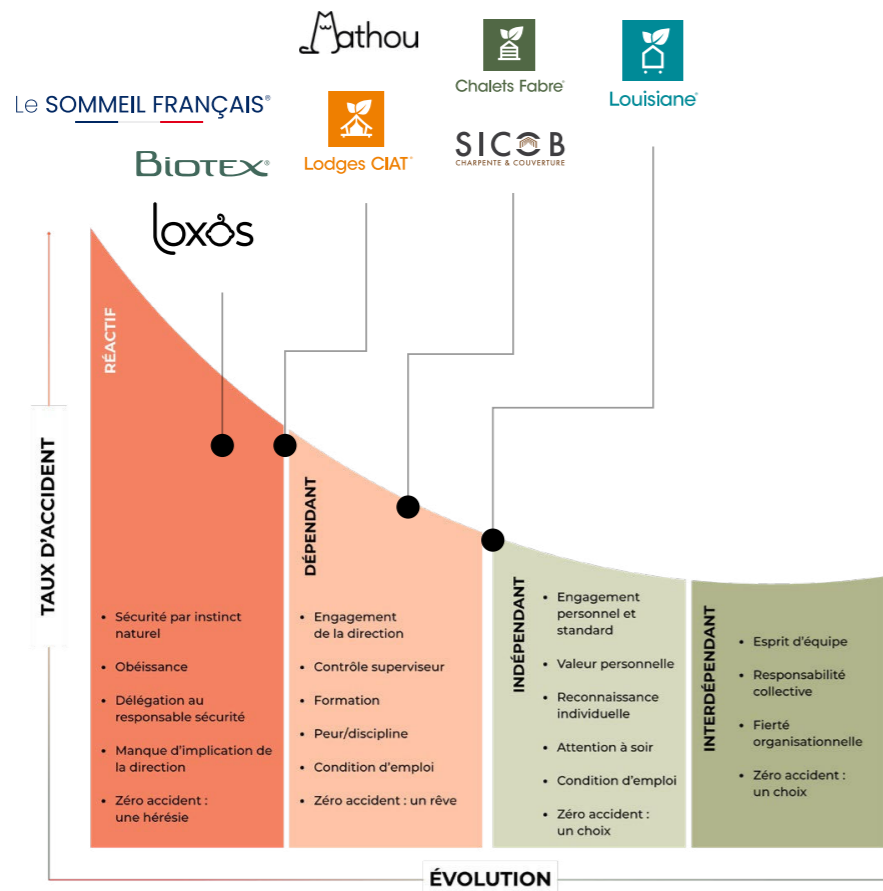 Mathou
Chalets Fabre®
Louisiane®
Le SOMMEIL FRANÇAIS®
BIOTEX®
Lodges CIAT®
SICOB
CHARPENTE & COUVERTURE
loxos
TAUX D'ACCIDENT
RÉACTIF
• Sécurité par instinct
naturel
• Obéissance
• Délégation au
responsable sécurité
• Manque d'implication de
la direction
• Zéro accident :
une hérésie
DÉPENDANT
• Engagement
de la direction
• Contrôle superviseur
• Formation
• Peur/discipline
• Condition d'emploi
• Zéro accident : un rêve
INDÉPENDANT
• Engagement
personnel et
standard
• Valeur personnelle
• Reconnaissance
individuelle
• Attention à soir
• Condition d'emploi
• Zéro accident :
un choix
INTERDÉPENDANT
• Esprit d'équipe
• Responsabilité
collective
• Fierté
organisationnelle
• Zéro accident :
un choix
ÉVOLUTION